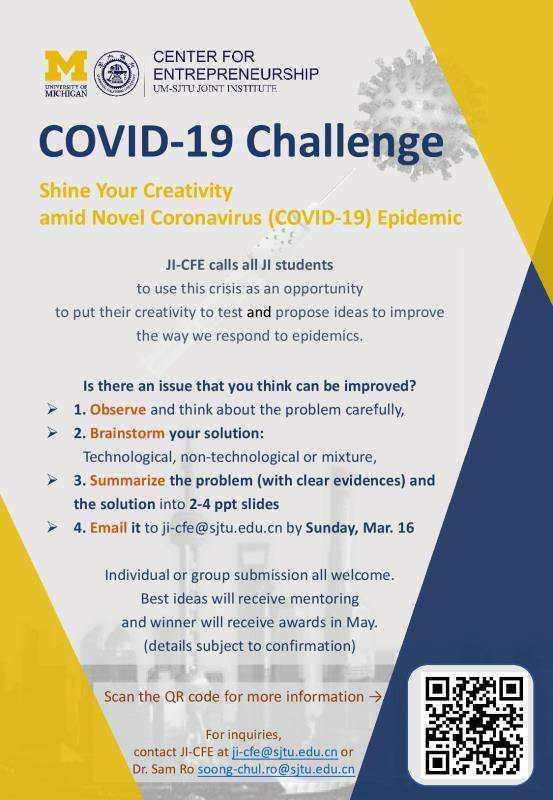 M
UNIVERSITY OF
MICHIGAN
CENTER FOR
ENTREPRENEURSHIP
UM-SJTU JOINT INSTITUTE
COVID-19 Challenge
Shine Your Creativity
amid Novel Coronavirus (COVID-19) Epidemic
JI-CFE calls all JI students
to use this crisis as an opportunity
to put their creativity to test and propose ideas to improve
the way we respond to epidemics.
Is there an issue that you think can be improved?
➢ 1. Observe and think about the problem carefully,
➢ 2. Brainstorm your solution:
Technological, non-technological or mixture,
➢ 3. Summarize the problem (with clear evidences) and
the solution into 2-4 ppt slides
➢ 4. Email it to ji-cfe@sjtu.edu.cn by Sunday, Mar. 16
Individual or group submission all welcome.
Best ideas will receive mentoring
and winner will receive awards in May.
(details subject to confirmation)
Scan the QR code for more information →
For inquiries,
contact JI-CFE at ji-cfe@sjtu.edu.cn or
Dr. Sam Ro soong-chul.ro@sjtu.edu.cn